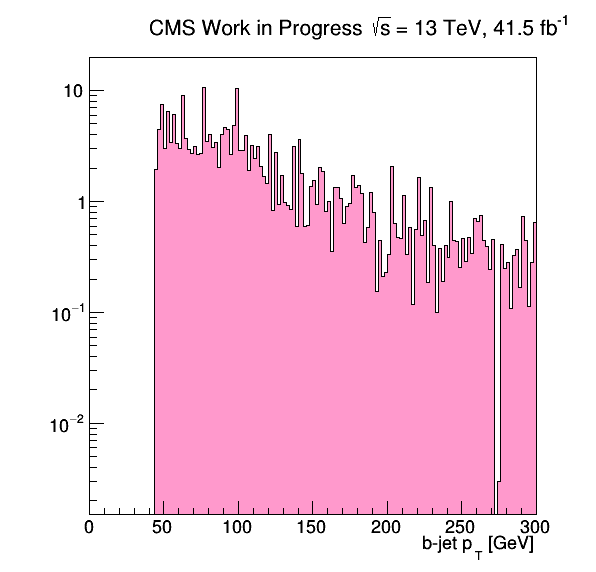 CMS Work in Progress √s = 13 TeV, 41.5 fb⁻¹
10
1
10⁻¹
10⁻²
0 50 100 150 200 250 300
b-jet p_T [GeV]